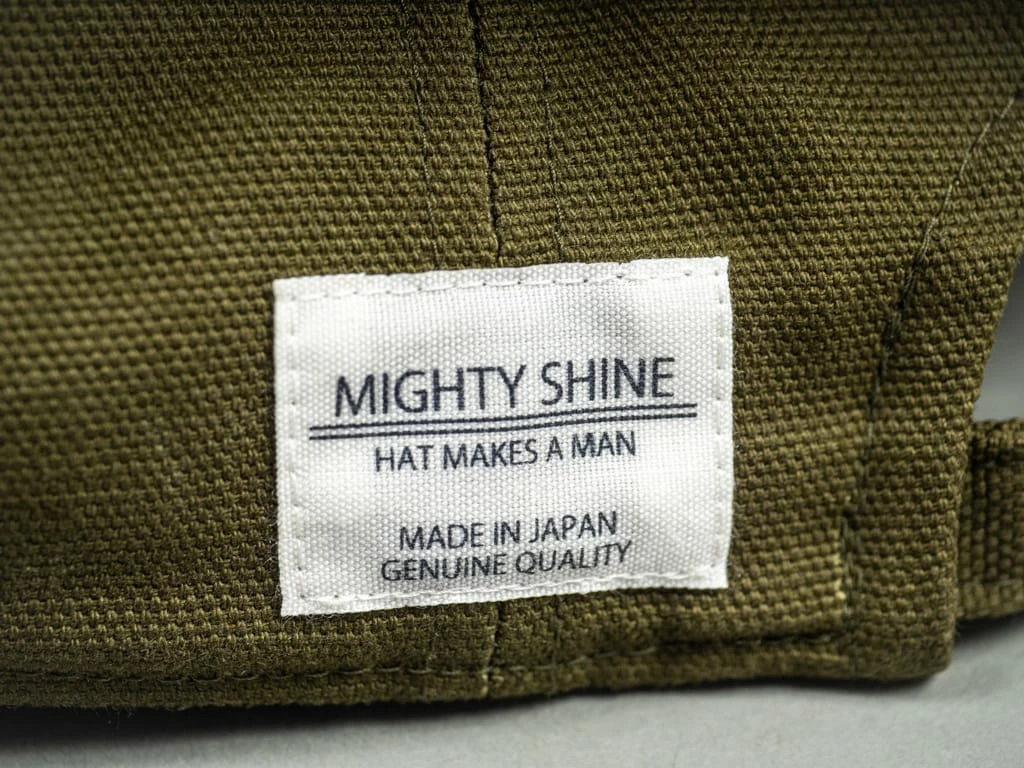 MIGHTY SHINE
HAT MAKES A MAN
MADE IN JAPAN
GENUINE QUALITY